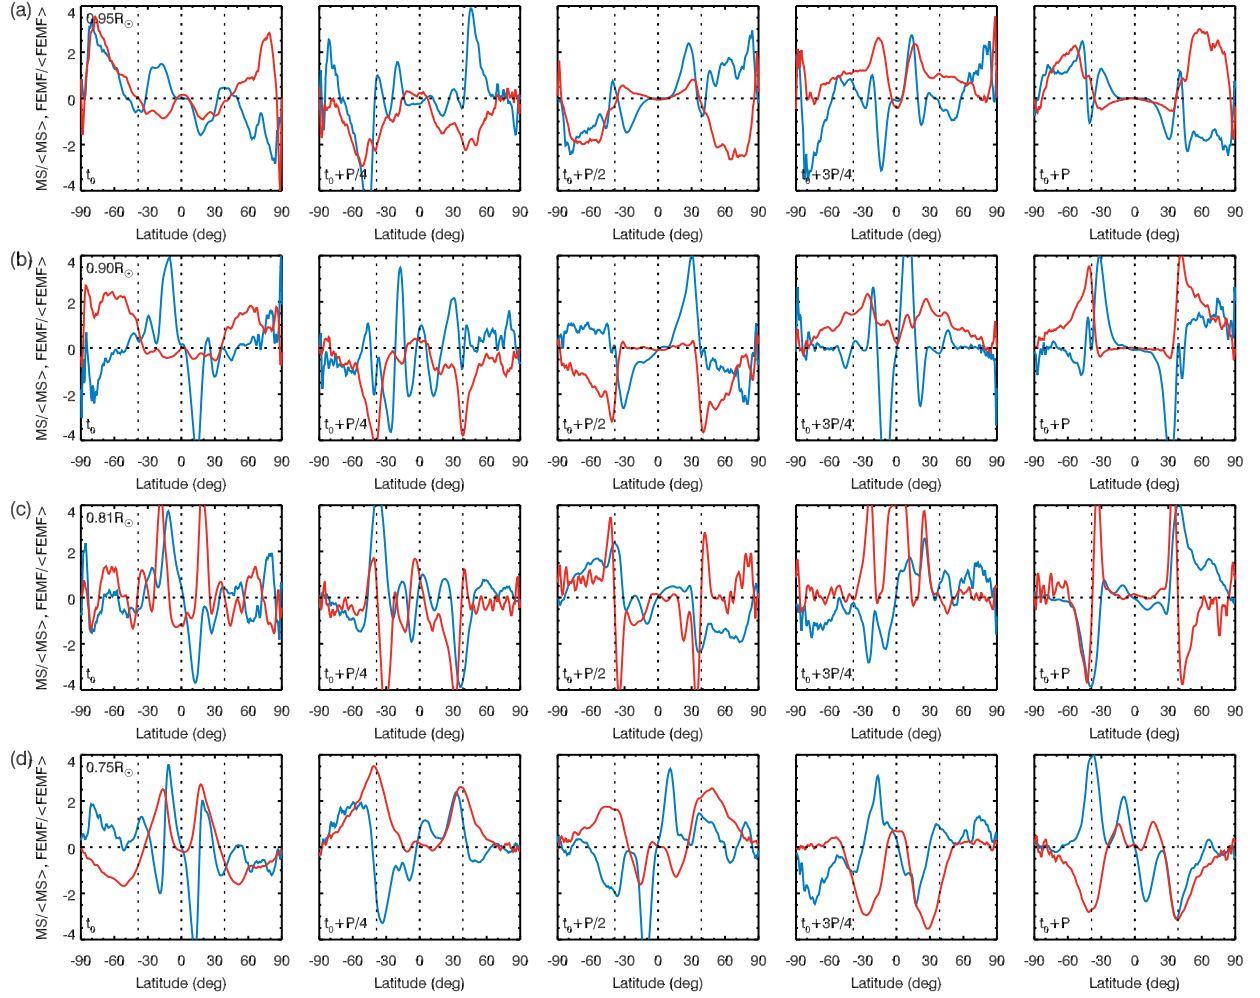 (a)
MS/<MS>, FEMF/<FEMF>
4
2
0
-2
-4
0.95R☉
t₀
t₀+P/4
t₀+P/2
t₀+3P/4
t₀+P
-90 -60 -30 0 30 60 90 -90 -60 -30 0 30 60 90 -90 -60 -30 0 30 60 90 -90 -60 -30 0 30 60 90 -90 -60 -30 0 30 60 90
Latitude (deg) Latitude (deg) Latitude (deg) Latitude (deg) Latitude (deg)
(b)
MS/<MS>, FEMF/<FEMF>
4
2
0
-2
-4
0.90R☉
t₀
t₀+P/4
t₀+P/2
t₀+3P/4
t₀+P
-90 -60 -30 0 30 60 90 -90 -60 -30 0 30 60 90 -90 -60 -30 0 30 60 90 -90 -60 -30 0 30 60 90 -90 -60 -30 0 30 60 90
Latitude (deg) Latitude (deg) Latitude (deg) Latitude (deg) Latitude (deg)
(c)
MS/<MS>, FEMF/<FEMF>
4
2
0
-2
-4
0.81R☉
t₀
t₀+P/4
t₀+P/2
t₀+3P/4
t₀+P
-90 -60 -30 0 30 60 90 -90 -60 -30 0 30 60 90 -90 -60 -30 0 30 60 90 -90 -60 -30 0 30 60 90 -90 -60 -30 0 30 60 90
Latitude (deg) Latitude (deg) Latitude (deg) Latitude (deg) Latitude (deg)
(d)
MS/<MS>, FEMF/<FEMF>
4
2
0
-2
-4
0.75R☉
t₀
t₀+P/4
t₀+P/2
t₀+3P/4
t₀+P
-90 -60 -30 0 30 60 90 -90 -60 -30 0 30 60 90 -90 -60 -30 0 30 60 90 -90 -60 -30 0 30 60 90 -90 -60 -30 0 30 60 90
Latitude (deg) Latitude (deg) Latitude (deg) Latitude (deg) Latitude (deg)